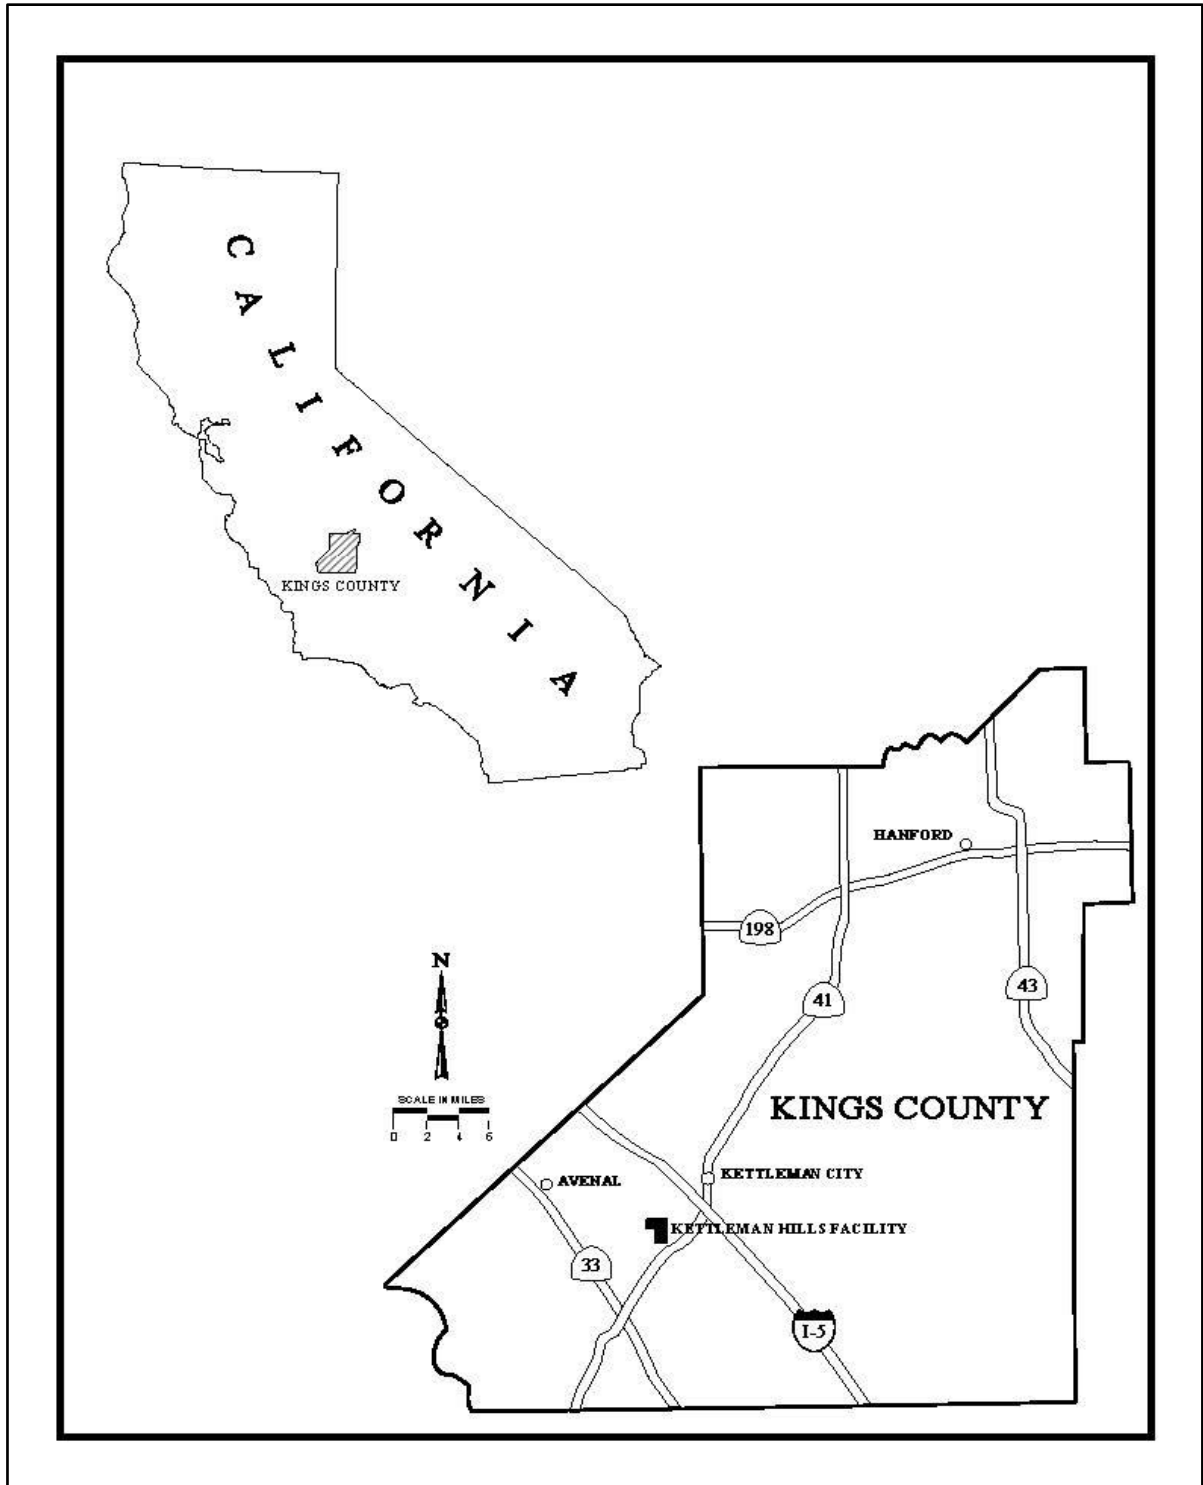 CALIFORNIA
KINGS COUNTY
HANFORD
198
N
41
43
SCALE IN MILES
0 2 4 6
KINGS COUNTY
KETTLEMAN CITY
AVENAL
KETTLEMAN HILLS FACILITY
33
I-5